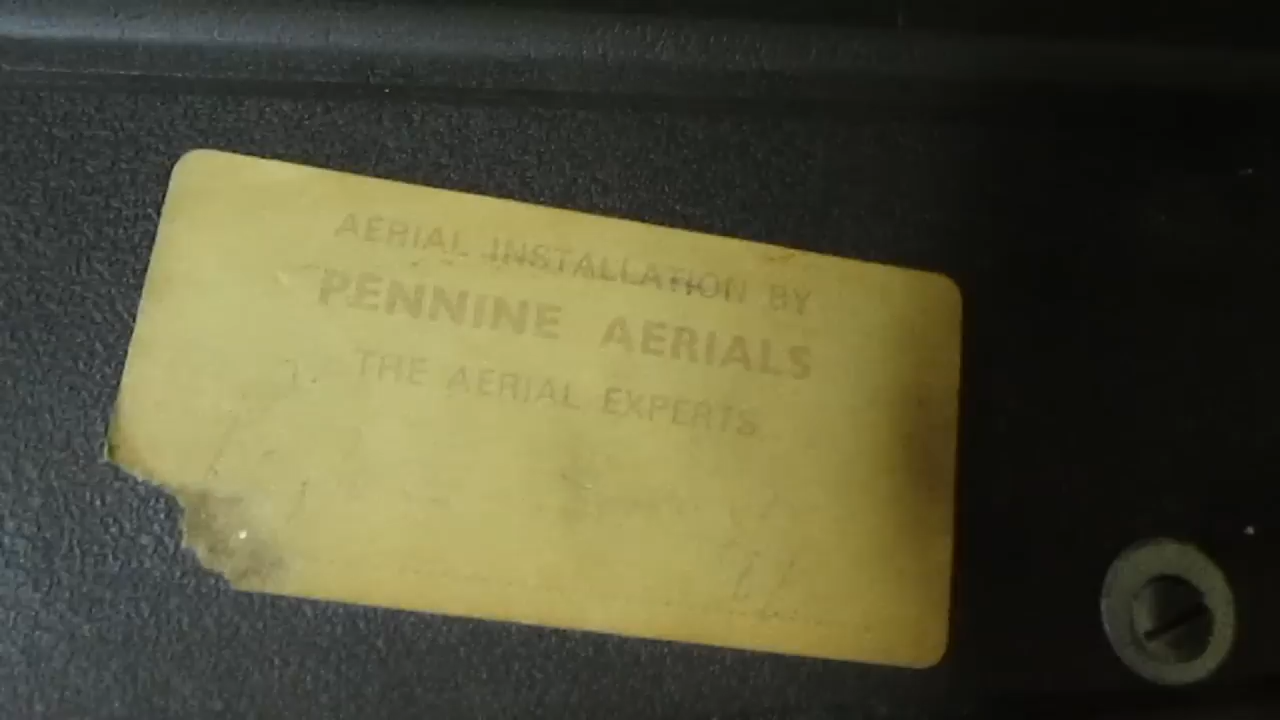 AERIAL INSTALLATION BY
PENNINE AERIALS
THE AERIAL EXPERTS